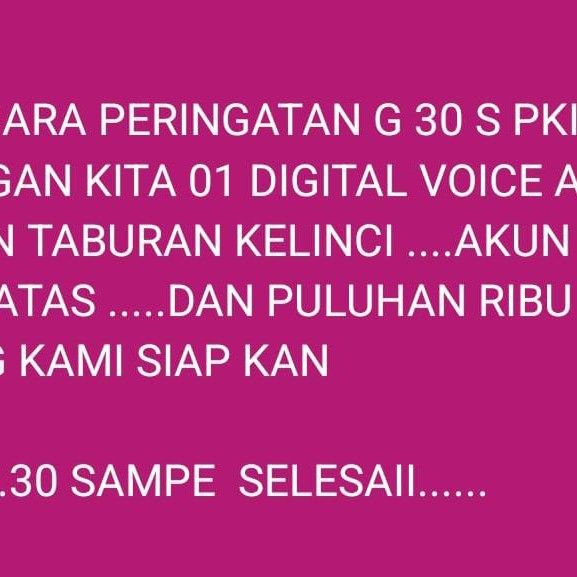 ARA PERINGATAN G 30 S PKI
GAN KITA 01 DIGITAL VOICE A
N TABURAN KELINCI ....AKUN
ATAS .....DAN PULUHAN RIBU
G KAMI SIAP KAN
.30 SAMPE  SELESAII......